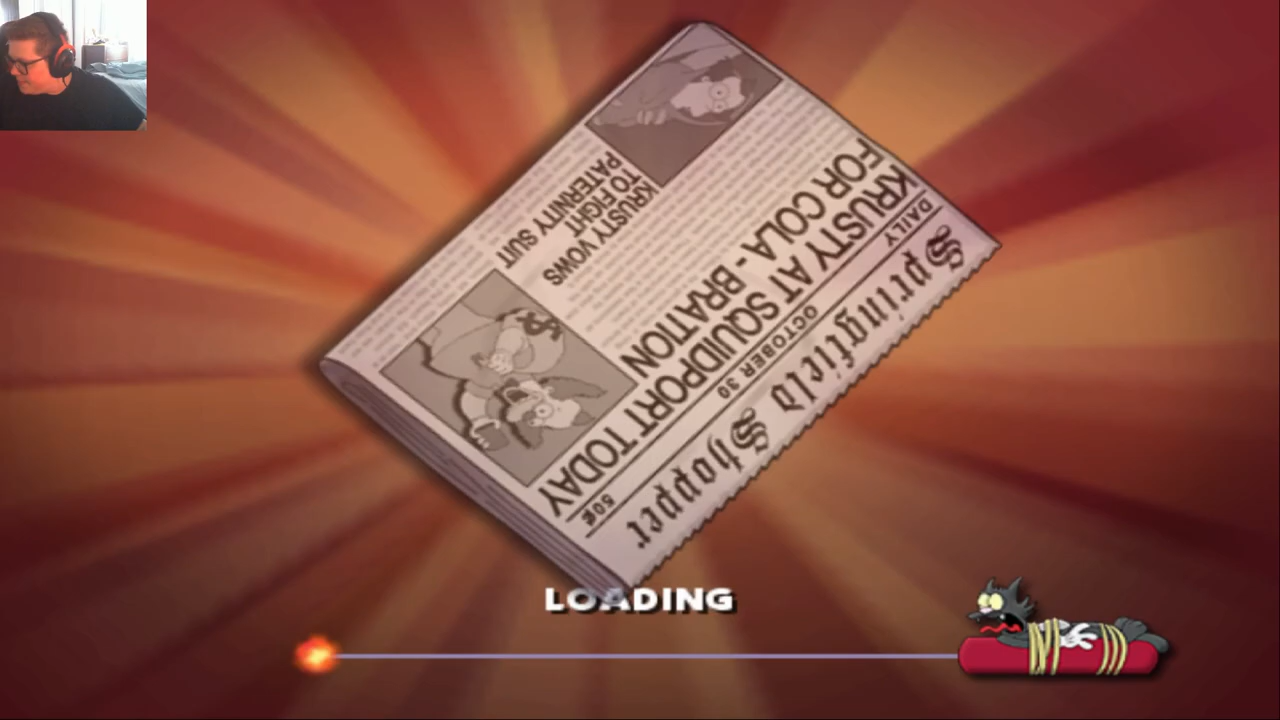 Springfield Shopper
DAILY OCTOBER 30 50¢
KRUSTY AT SQUIDPORT TODAY
FOR COLA - BRATION
KRUSTY VOWS
TO FIGHT
PATERNITY SUIT
LOADING